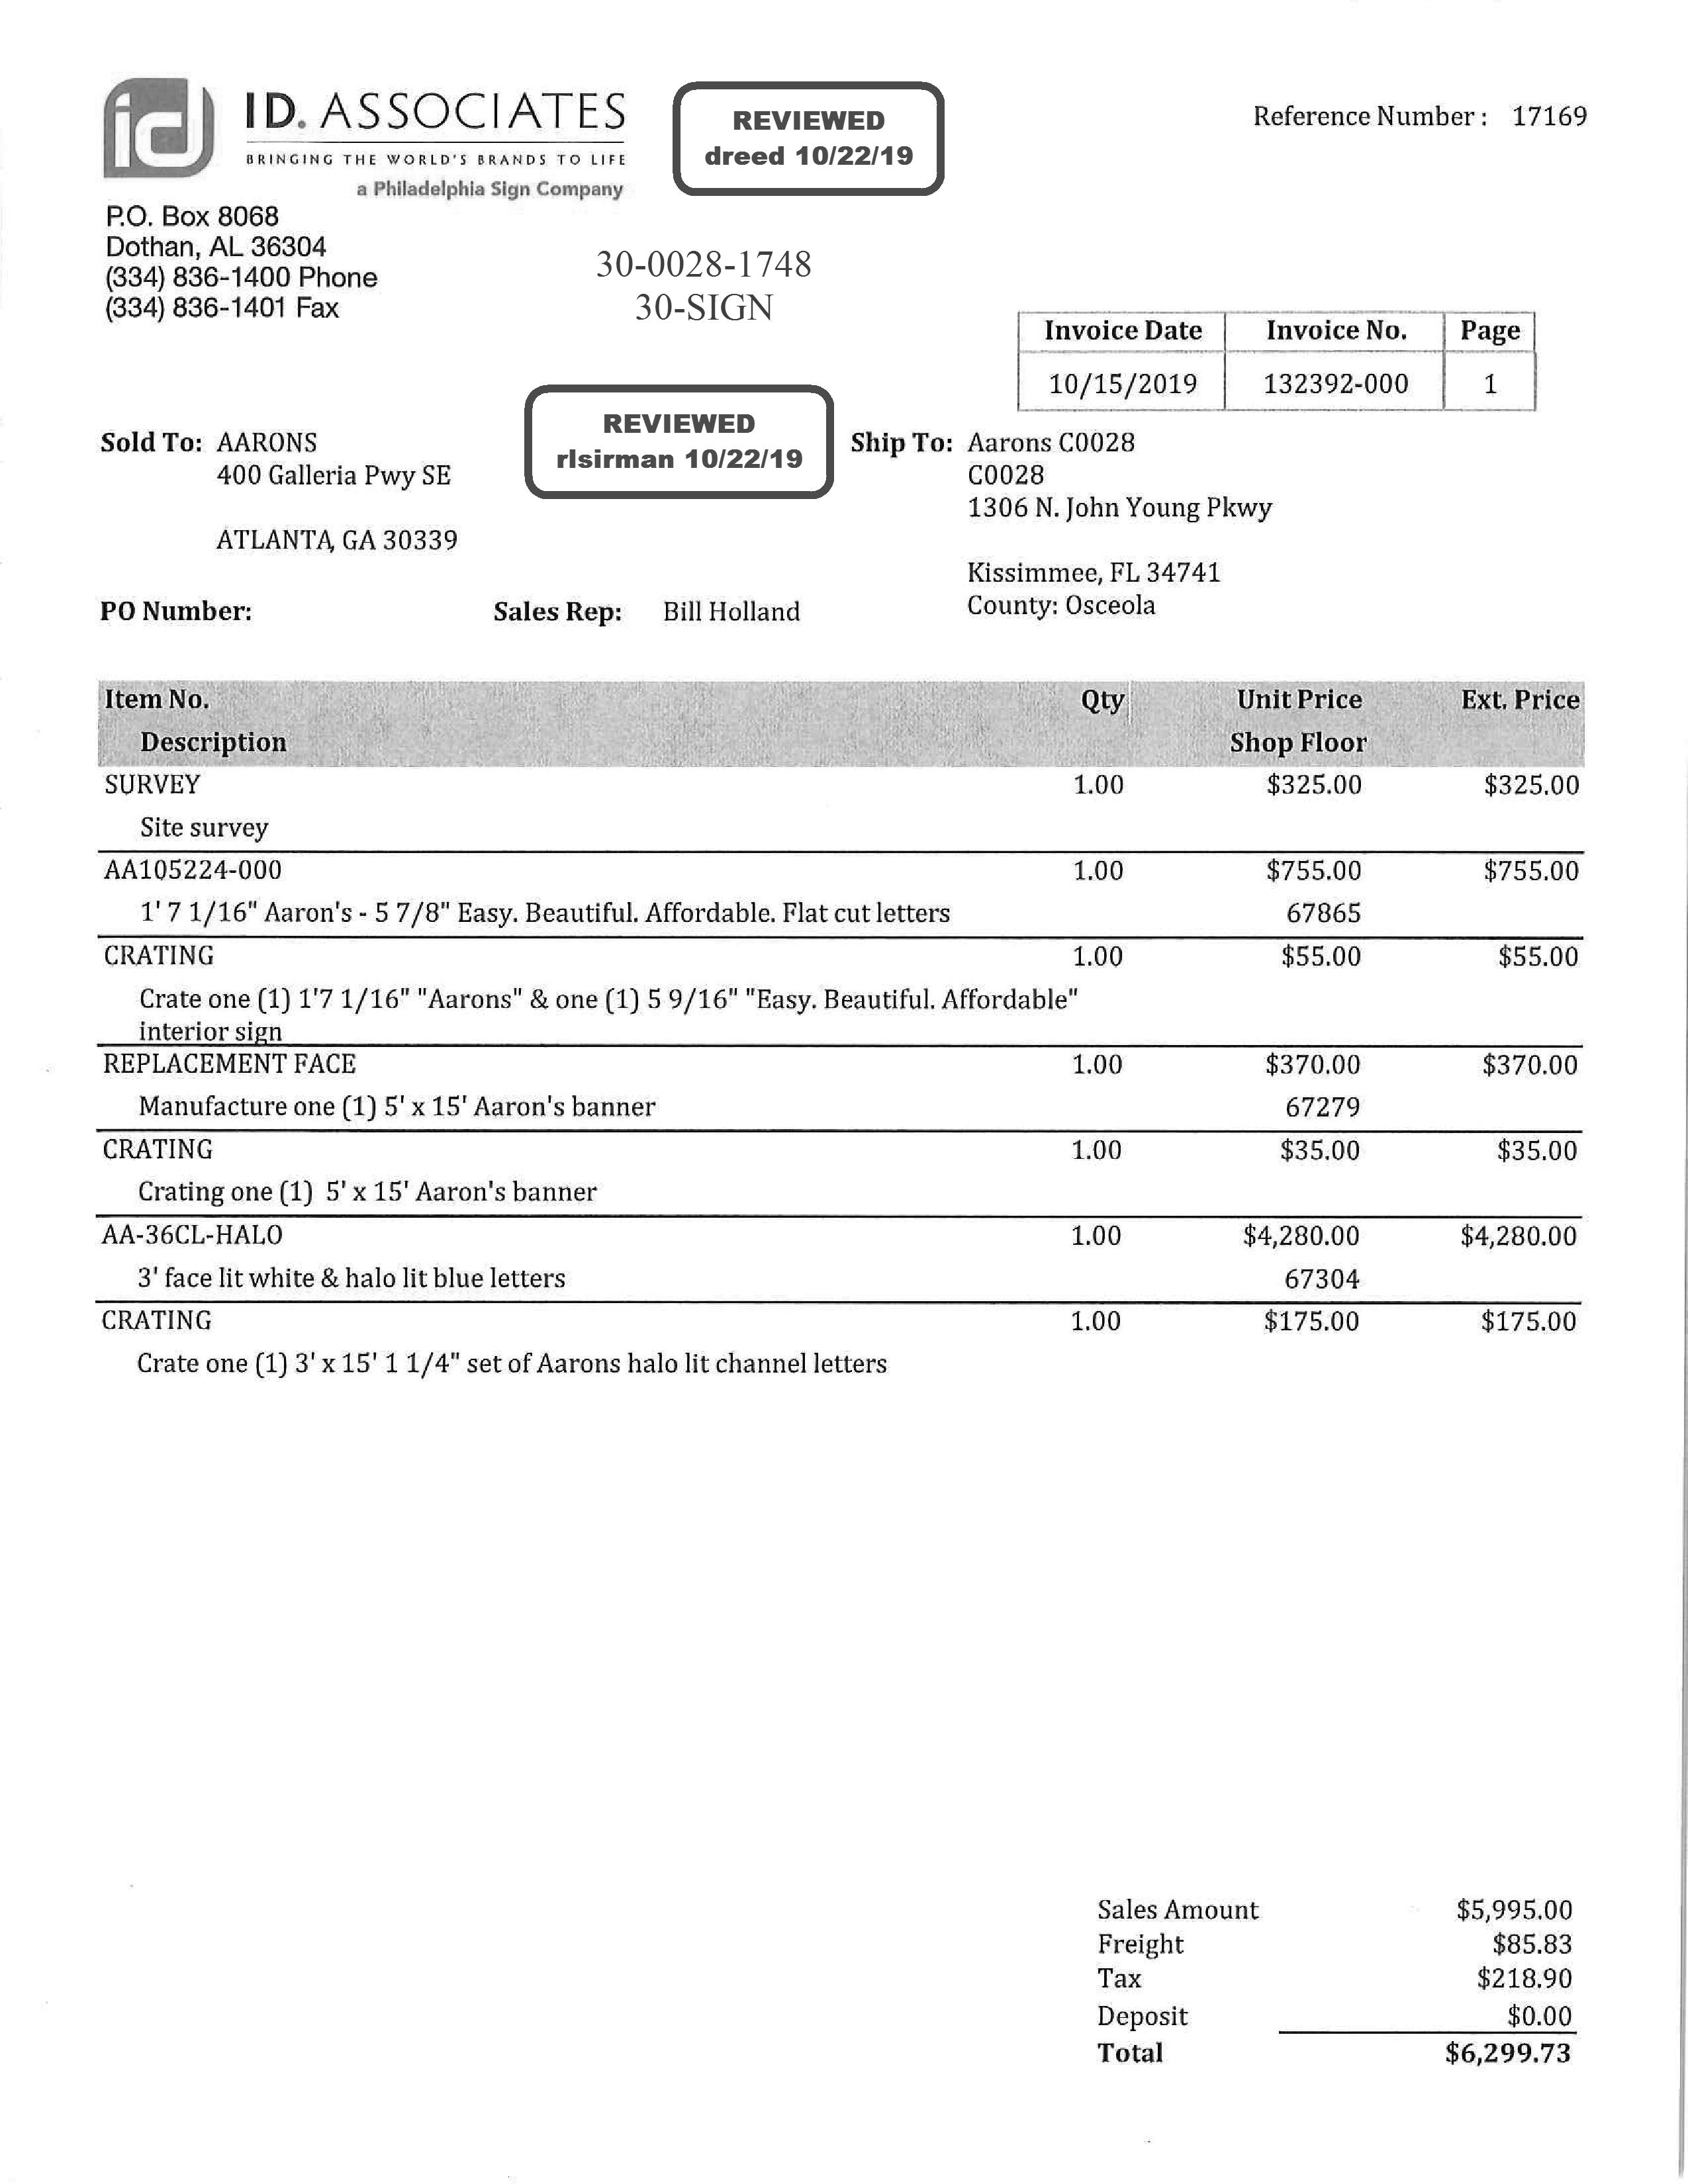 id ID. ASSOCIATES
BRINGING THE WORLD'S BRANDS TO LIFE
a Philadelphia Sign Company
REVIEWED
dreed 10/22/19
Reference Number : 17169
P.O. Box 8068
Dothan, AL 36304
(334) 836-1400 Phone
(334) 836-1401 Fax
30-0028-1748
30-SIGN
Invoice Date Invoice No. Page
10/15/2019 132392-000 1
REVIEWED
rlsirman 10/22/19
Sold To: AARONS
400 Galleria Pwy SE
ATLANTA, GA 30339
Ship To: Aarons C0028
C0028
1306 N. John Young Pkwy
Kissimmee, FL 34741
County: Osceola
PO Number: Sales Rep: Bill Holland
Item No. Qty Unit Price Ext. Price
Description Shop Floor
SURVEY 1.00 $325.00 $325.00
Site survey
AA105224-000 1.00 $755.00 $755.00
1' 7 1/16" Aaron's - 5 7/8" Easy. Beautiful. Affordable. Flat cut letters 67865
CRATING 1.00 $55.00 $55.00
Crate one (1) 1'7 1/16" "Aarons" & one (1) 5 9/16" "Easy. Beautiful. Affordable"
interior sign
REPLACEMENT FACE 1.00 $370.00 $370.00
Manufacture one (1) 5' x 15' Aaron's banner 67279
CRATING 1.00 $35.00 $35.00
Crating one (1) 5' x 15' Aaron's banner
AA-36CL-HALO 1.00 $4,280.00 $4,280.00
3' face lit white & halo lit blue letters 67304
CRATING 1.00 $175.00 $175.00
Crate one (1) 3' x 15' 1 1/4" set of Aarons halo lit channel letters
Sales Amount $5,995.00
Freight $85.83
Tax $218.90
Deposit $0.00
Total $6,299.73